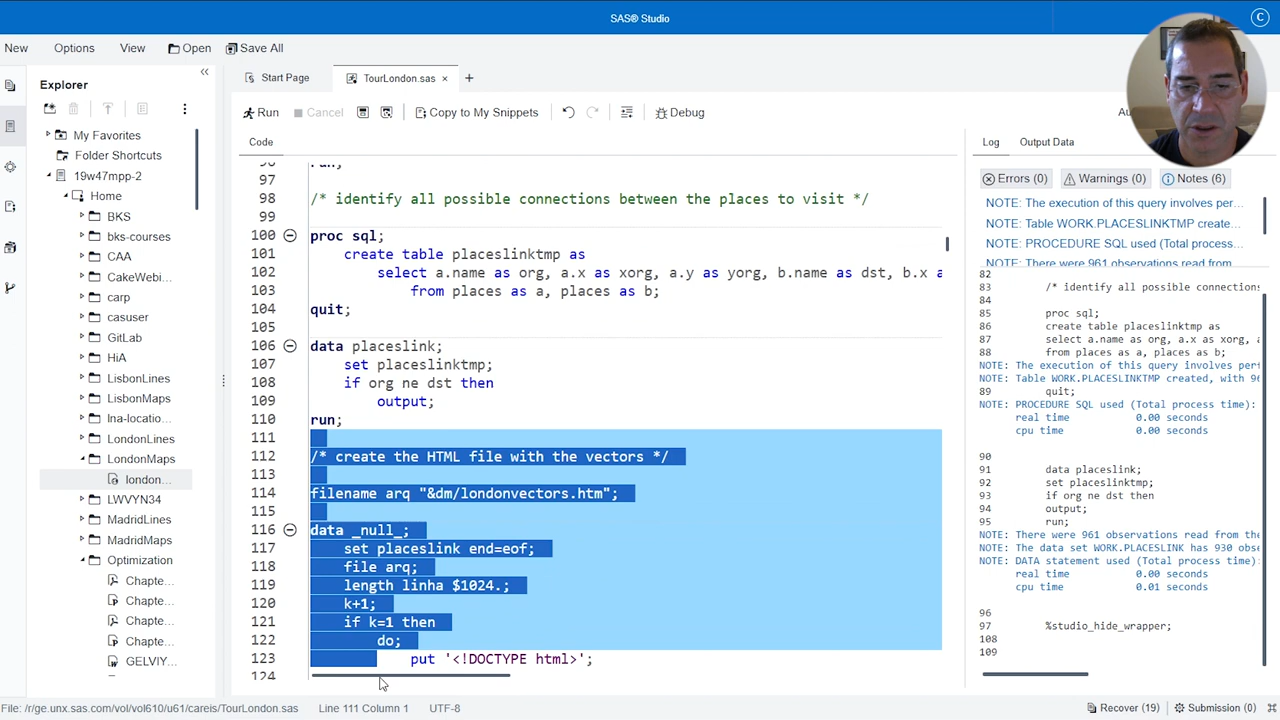 SAS® Studio
C
New Options View Open Save All
Explorer
Start Page TourLondon.sas × +
Run Cancel Copy to My Snippets Debug
Code
My Favorites
Folder Shortcuts
19w47mpp-2
Home
BKS
bks-courses
CAA
CakeWebi...
carp
casuser
GitLab
HiA
LisbonLines
LisbonMaps
lna-locatio...
LondonLines
LondonMaps
london...
LWVYN34
MadridLines
MadridMaps
Optimization
Chapte...
Chapte...
Chapte...
Chapte...
GELVIY...
96 run;
97
98 /* identify all possible connections between the places to visit */
99
100 proc sql;
101 create table placeslinktmp as
102 select a.name as org, a.x as xorg, a.y as yorg, b.name as dst, b.x a
103 from places as a, places as b;
104 quit;
105
106 data placeslink;
107 set placeslinktmp;
108 if org ne dst then
109 output;
110 run;
111
112 /* create the HTML file with the vectors */
113
114 filename arq "&dm/londonvectors.htm";
115
116 data _null_;
117 set placeslink end=eof;
118 file arq;
119 length linha $1024.;
120 k+1;
121 if k=1 then
122 do;
123 put '<!DOCTYPE html>';
124
Log Output Data
Errors (0) Warnings (0) Notes (6)
NOTE: The execution of this query involves per...
NOTE: Table WORK.PLACESLINKTMP create...
NOTE: PROCEDURE SQL used (Total process...
NOTE: There were 961 observations read from
82
83 /* identify all possible connections
84
85 proc sql;
86 create table placeslinktmp as
87 select a.name as org, a.x as xorg, a
88 from places as a, places as b;
NOTE: The execution of this query involves per
NOTE: Table WORK.PLACESLINKTMP created, with 96
89 quit;
NOTE: PROCEDURE SQL used (Total process time):
real time 0.00 seconds
cpu time 0.00 seconds
90
91 data placeslink;
92 set placeslinktmp;
93 if org ne dst then
94 output;
95 run;
NOTE: There were 961 observations read from the
NOTE: The data set WORK.PLACESLINK has 930 obse
NOTE: DATA statement used (Total process time):
real time 0.00 seconds
cpu time 0.01 seconds
96
97 %studio_hide_wrapper;
108
109
File: /r/ge.unx.sas.com/vol/vol610/u61/careis/TourLondon.sas Line 111 Column 1 UTF-8 Recover (19) Submission (0)